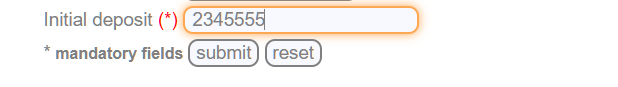 Initial deposit (*) 2345555
* mandatory fields submit reset